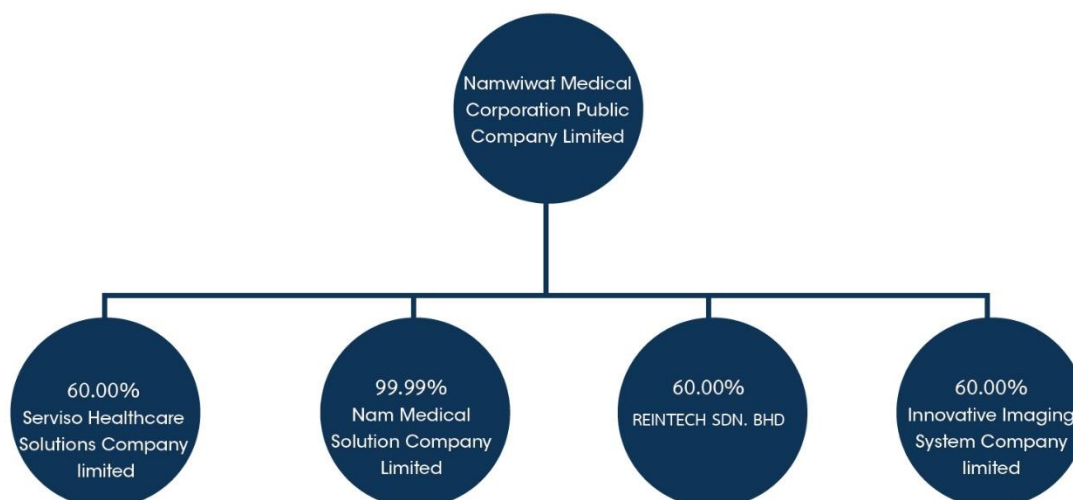 Namwiwat Medical
Corporation Public
Company Limited
60.00%
Serviso Healthcare
Solutions Company
limited
99.99%
Nam Medical
Solution Company
Limited
60.00%
REINTECH SDN. BHD
60.00%
Innovative Imaging
System Company
limited